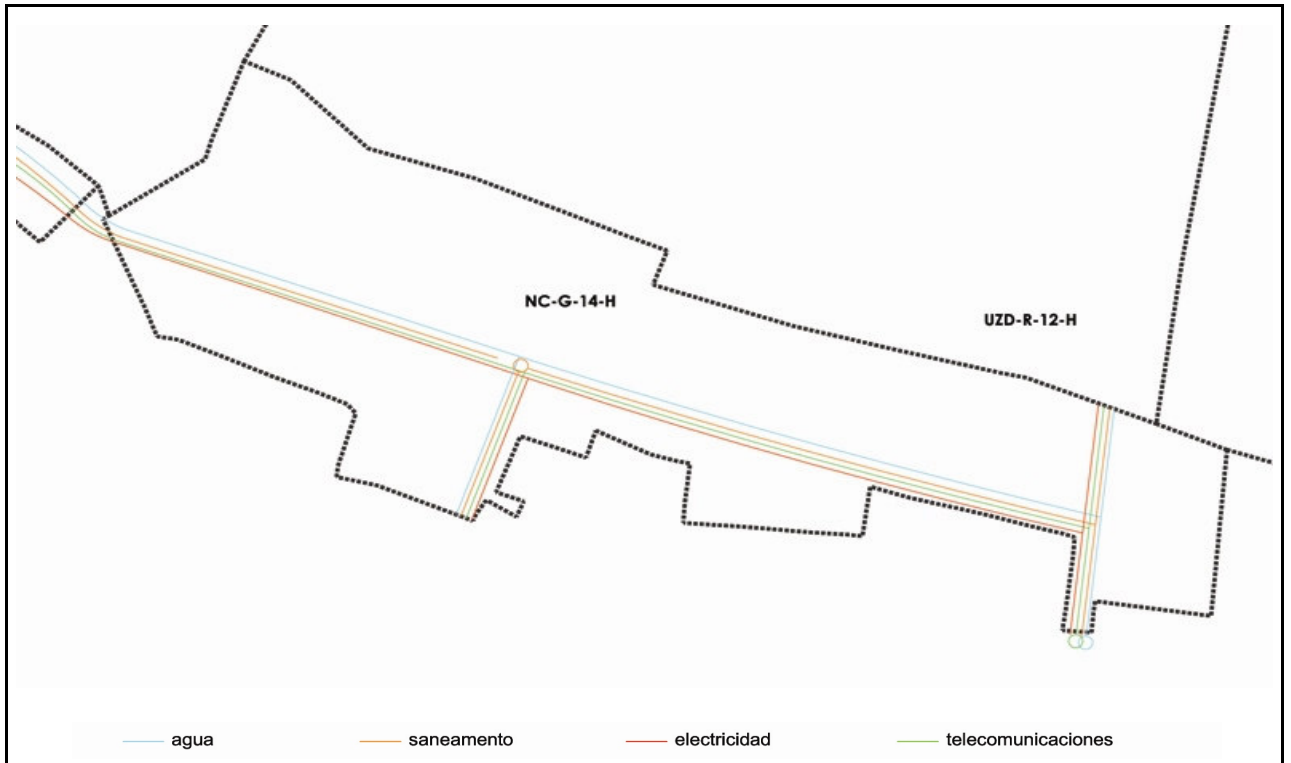 NC-G-14-H
UZD-R-12-H
agua saneamento electricidad telecomunicaciones